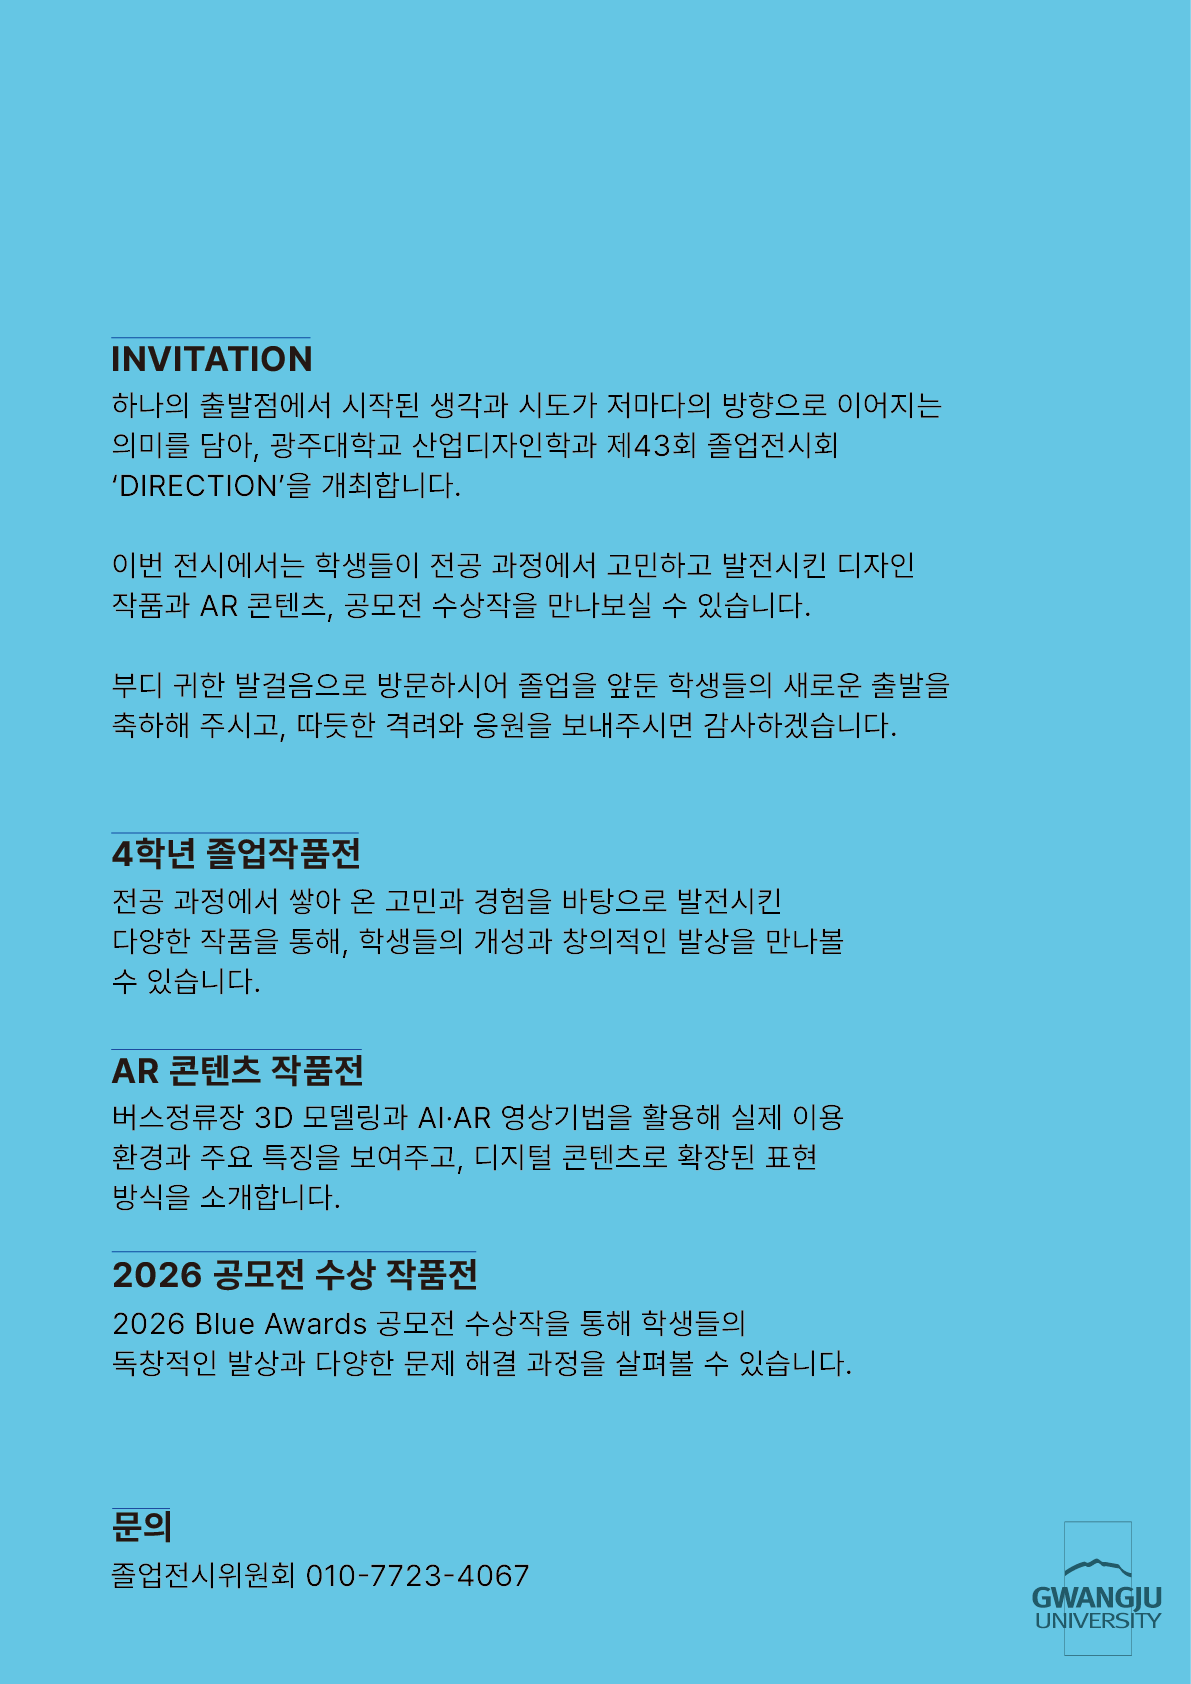 INVITATION
하나의 출발점에서 시작된 생각과 시도가 저마다의 방향으로 이어지는
의미를 담아, 광주대학교 산업디자인학과 제43회 졸업전시회
‘DIRECTION’을 개최합니다.
이번 전시에서는 학생들이 전공 과정에서 고민하고 발전시킨 디자인
작품과 AR 콘텐츠, 공모전 수상작을 만나보실 수 있습니다.
부디 귀한 발걸음으로 방문하시어 졸업을 앞둔 학생들의 새로운 출발을
축하해 주시고, 따듯한 격려와 응원을 보내주시면 감사하겠습니다.
4학년 졸업작품전
전공 과정에서 쌓아 온 고민과 경험을 바탕으로 발전시킨
다양한 작품을 통해, 학생들의 개성과 창의적인 발상을 만나볼
수 있습니다.
AR 콘텐츠 작품전
버스정류장 3D 모델링과 AI·AR 영상기법을 활용해 실제 이용
환경과 주요 특징을 보여주고, 디지털 콘텐츠로 확장된 표현
방식을 소개합니다.
2026 공모전 수상 작품전
2026 Blue Awards 공모전 수상작을 통해 학생들의
독창적인 발상과 다양한 문제 해결 과정을 살펴볼 수 있습니다.
문의
졸업전시위원회 010-7723-4067
GWANGJU
UNIVERSITY